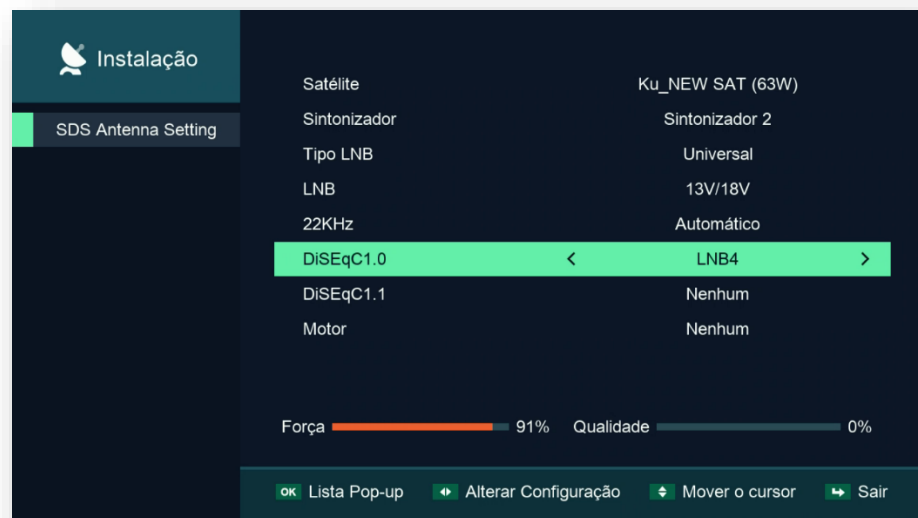 Instalação
SDS Antenna Setting
Satélite Ku_NEW SAT (63W)
Sintonizador Sintonizador 2
Tipo LNB Universal
LNB 13V/18V
22KHz Automático
DiSEqC1.0 < LNB4 >
DiSEqC1.1 Nenhum
Motor Nenhum
Força 91% Qualidade 0%
OK Lista Pop-up Alterar Configuração Mover o cursor Sair